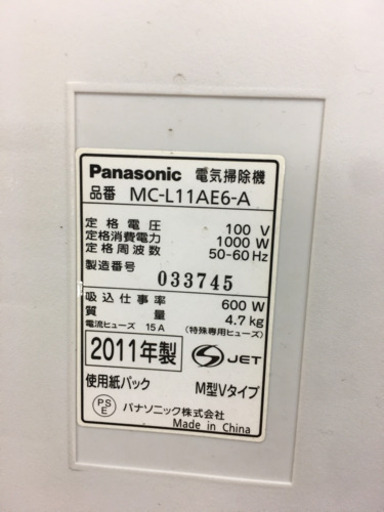 Panasonic 電気掃除機
品番 MC-L11AE6-A
定格電圧 100 V
定格消費電力 1000 W
定格周波数 50-60 Hz
製造番号
033745
吸込仕事率 600 W
質量 4.7kg
電流ヒューズ 15A (特殊専用ヒューズ)
2011年製 S JET
使用紙パック M型Vタイプ
PS E パナソニック株式会社
Made in China